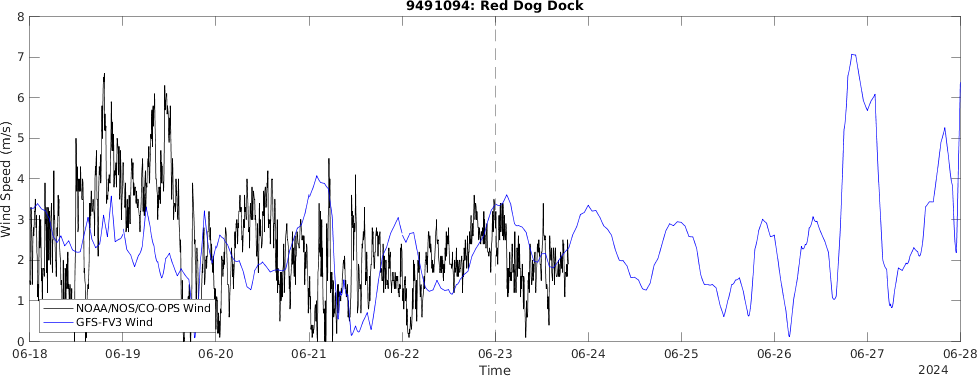 9491094: Red Dog Dock
Wind Speed (m/s)
8
7
6
5
4
3
2
1
0
NOAA/NOS/CO-OPS Wind
GFS-FV3 Wind
06-18 06-19 06-20 06-21 06-22 06-23 06-24 06-25 06-26 06-27 06-28
Time
2024